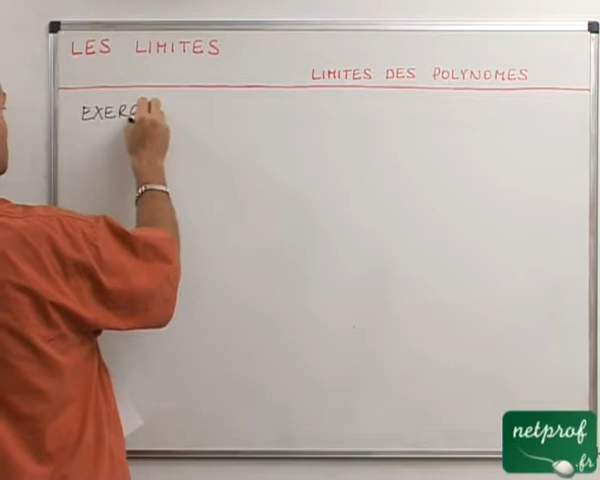 LES LIMITES
LIMITES DES POLYNOMES
EXERC
netprof
.fr